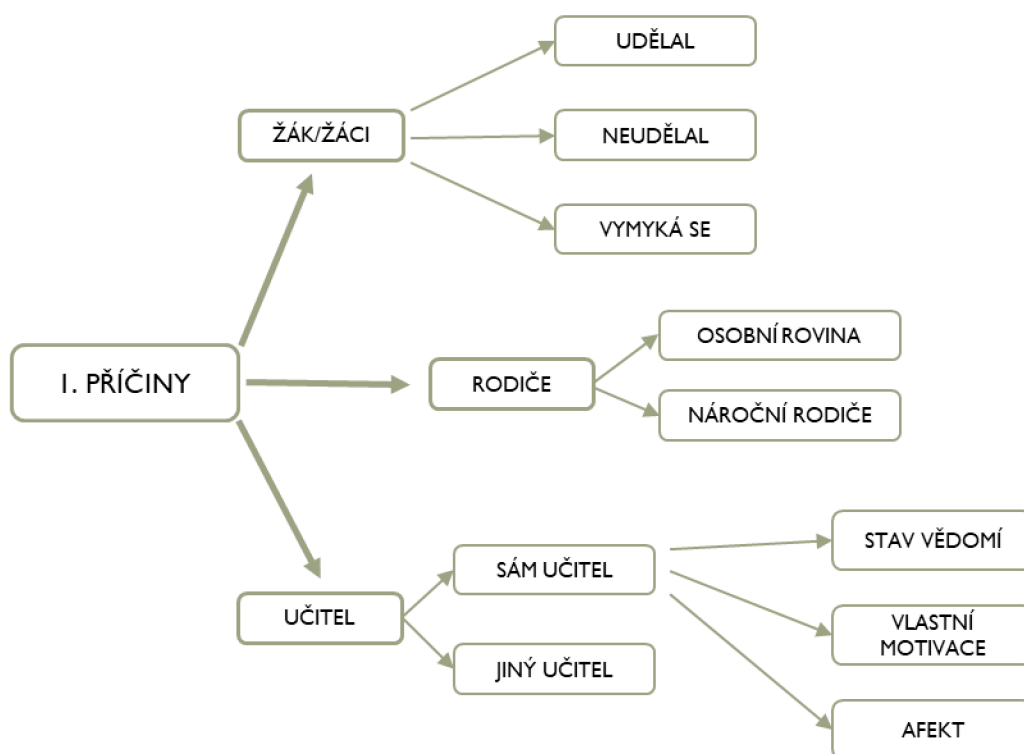 UDĚLAL
ŽÁK/ŽÁCI
NEUDĚLAL
VYMYKÁ SE
OSOBNÍ ROVINA
1. PŘÍČINY
RODIČE
NÁROČNÍ RODIČE
STAV VĚDOMÍ
SÁM UČITEL
UČITEL
VLASTNÍ
MOTIVACE
JINÝ UČITEL
AFEKT